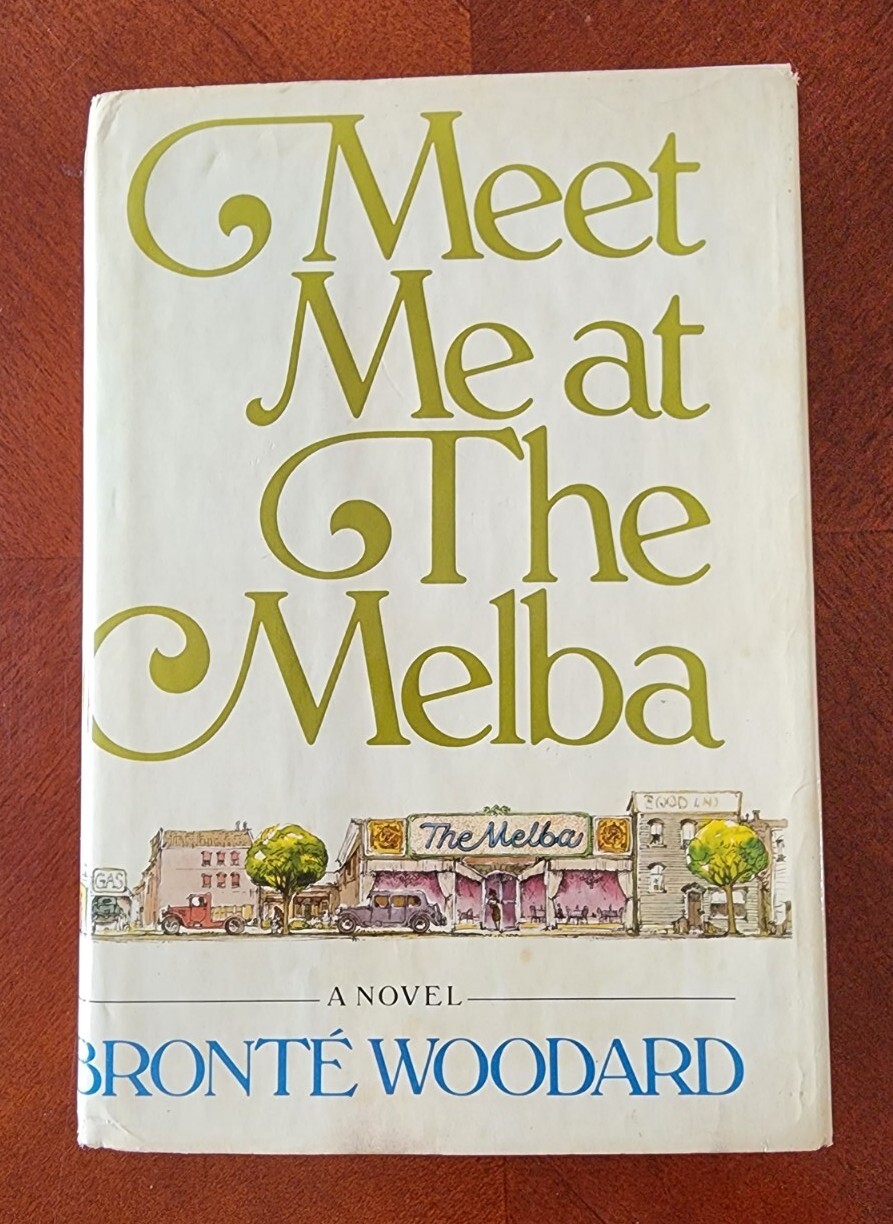 Meet
Me at
The
Melba
GAS
The Melba
A NOVEL
BRONTÉ WOODARD